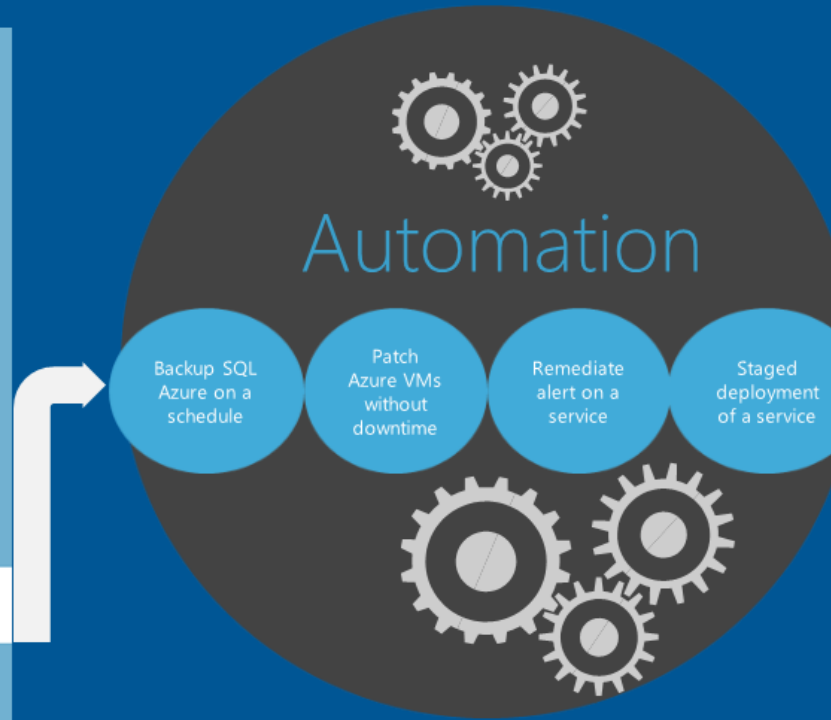 Automation
Backup SQL
Azure on a
schedule
Patch
Azure VMs
without
downtime
Remediate
alert on a
service
Staged
deployment
of a service